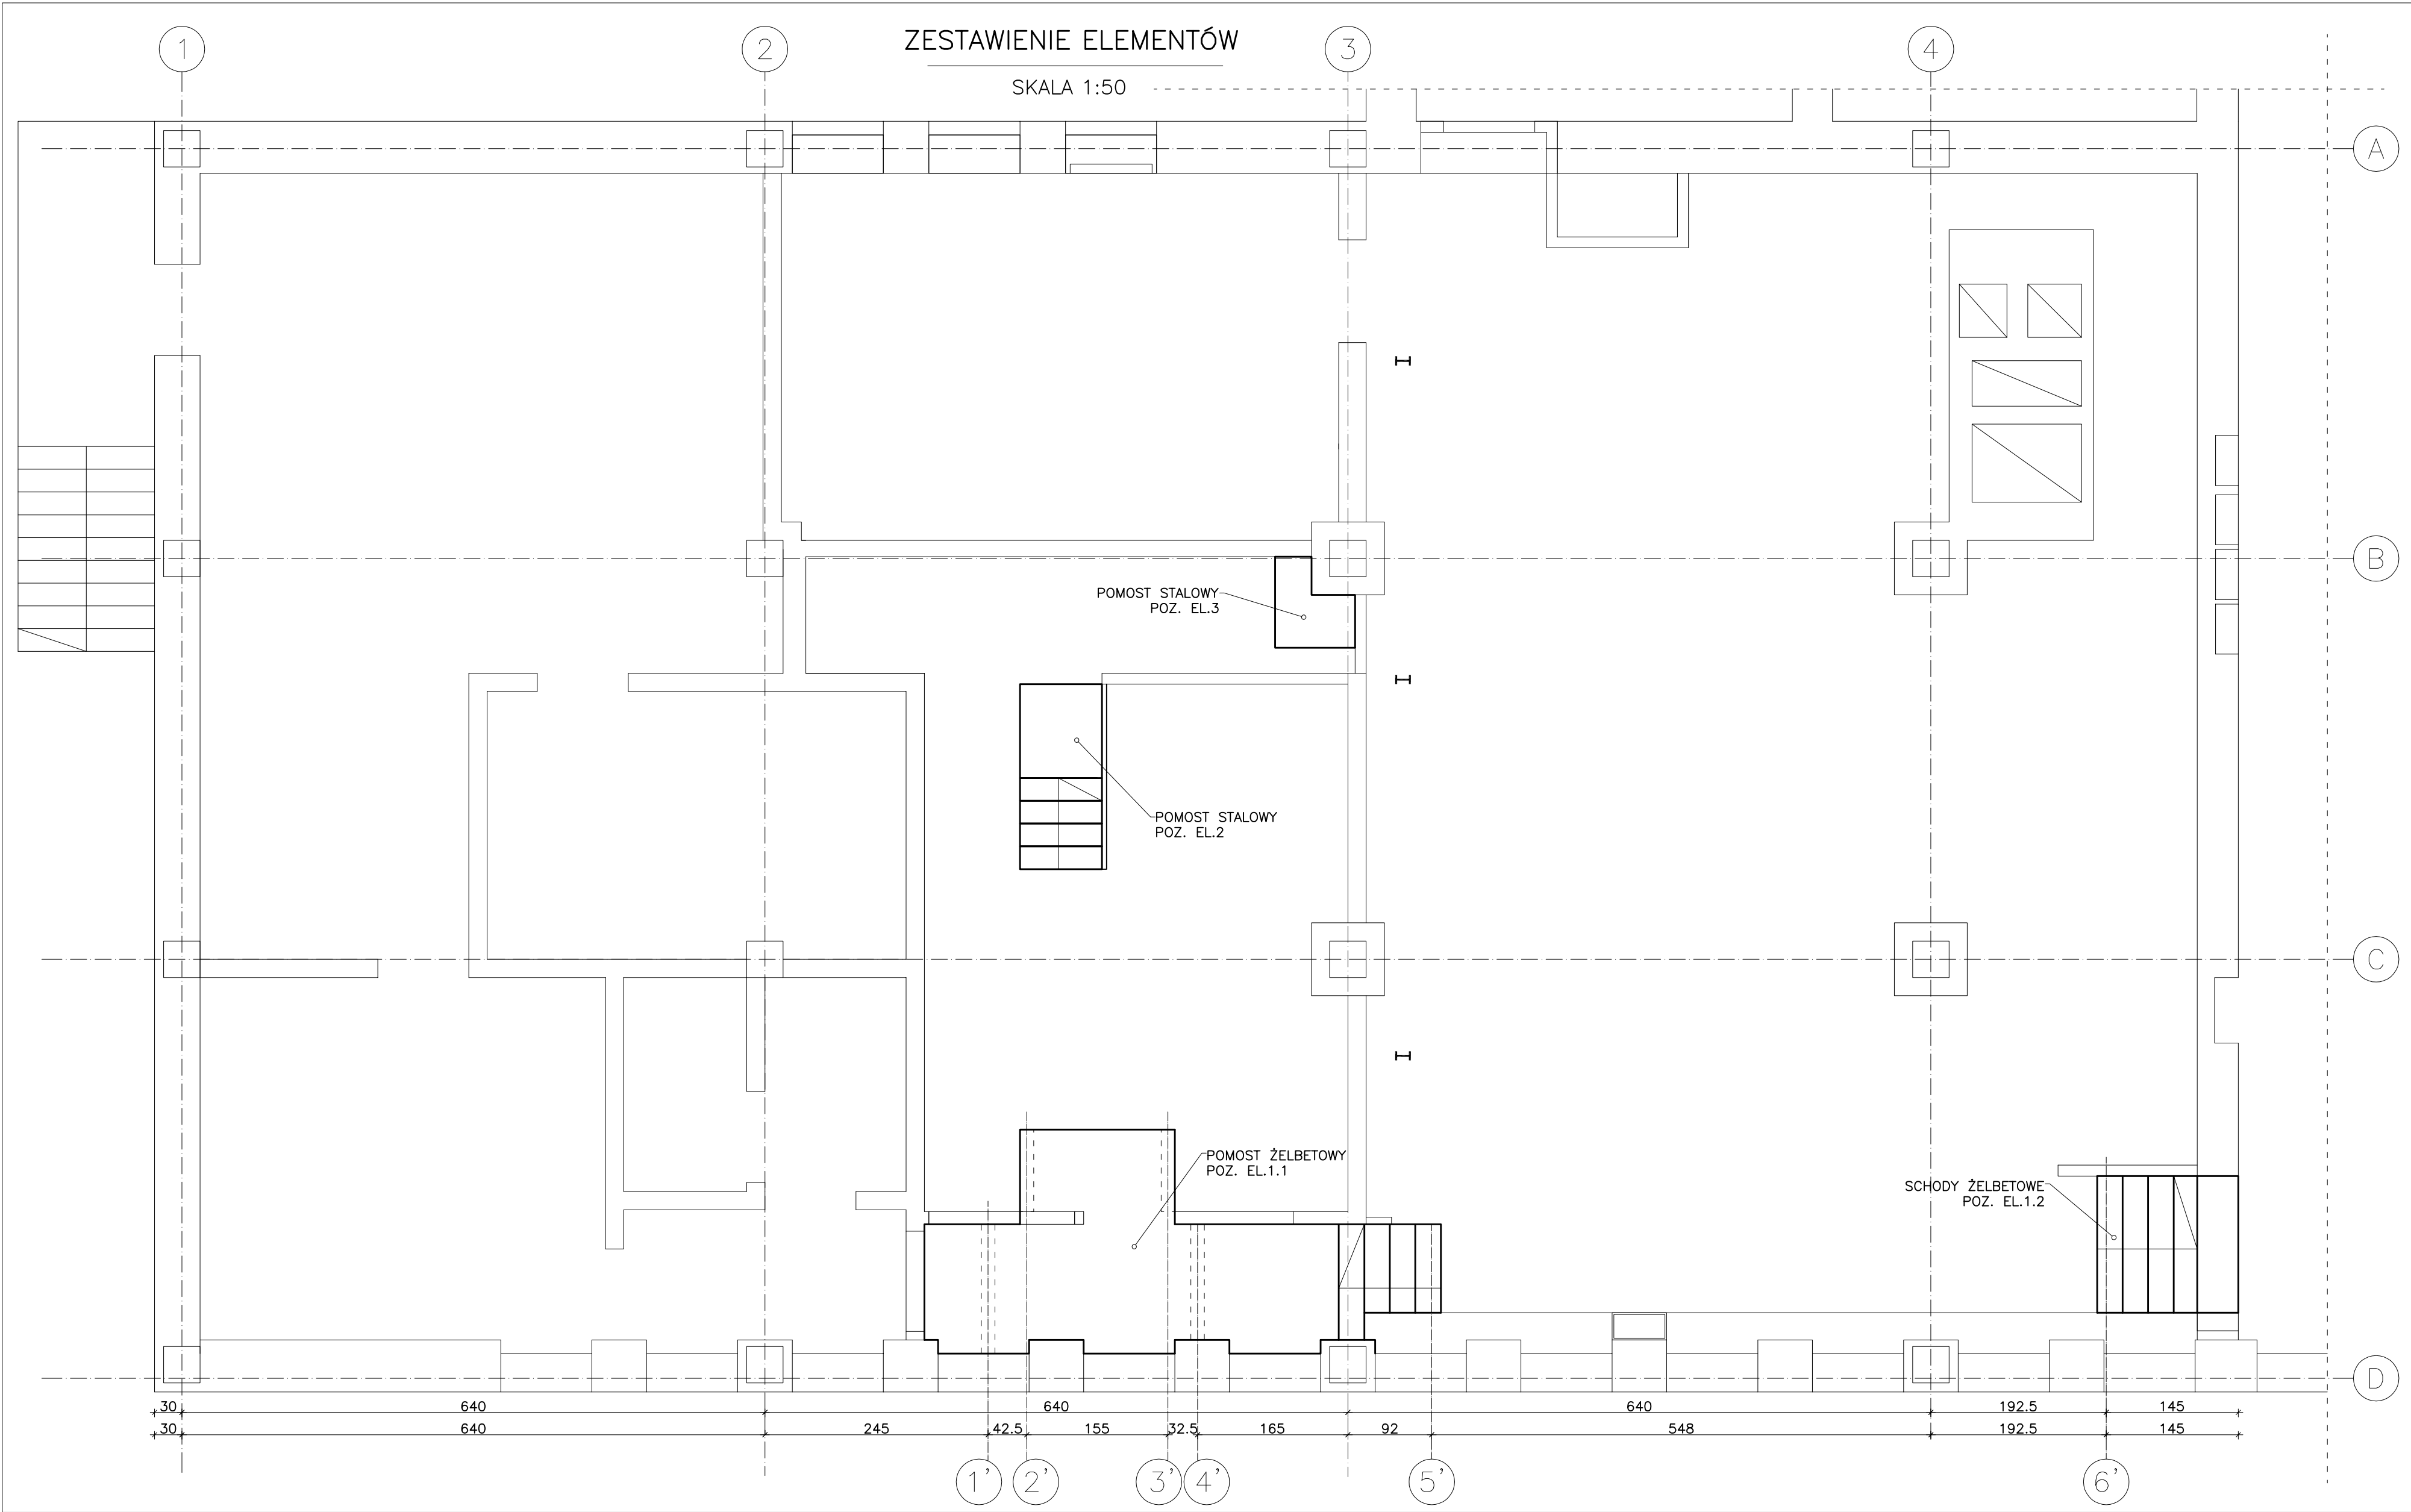 1
2
ZESTAWIENIE ELEMENTÓW
3
4
SKALA 1:50
A
B
POMOST STALOWY
POZ. EL.3
POMOST STALOWY
POZ. EL.2
C
POMOST ŻELBETOWY
POZ. EL.1.1
SCHODY ŻELBETOWE
POZ. EL.1.2
D
30 640 640 640 192.5 145
30 640 245 42.5 155 32.5 165 92 548 192.5 145
1' 2' 3' 4' 5' 6'